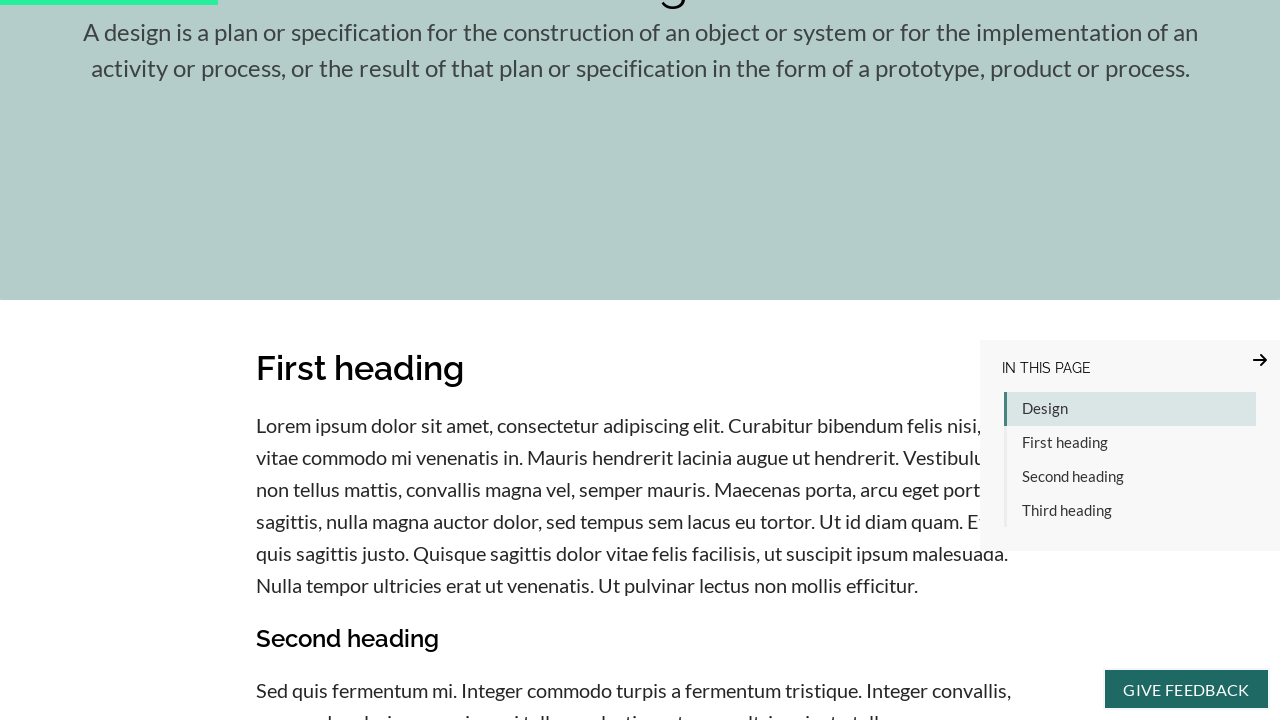 A design is a plan or specification for the construction of an object or system or for the implementation of an
activity or process, or the result of that plan or specification in the form of a prototype, product or process.
First heading
Lorem ipsum dolor sit amet, consectetur adipiscing elit. Curabitur bibendum felis nisi,
vitae commodo mi venenatis in. Mauris hendrerit lacinia augue ut hendrerit.
non tellus mattis, convallis magna vel, semper mauris. Maecenas porta, arcu eget
sagittis, nulla magna auctor dolor, sed tempus sem lacus eu tortor. Ut id diam quam.
quis sagittis justo. Quisque sagittis dolor vitae felis facilisis, ut suscipit ipsum malesuada.
Nulla tempor ultricies erat ut venenatis. Ut pulvinar lectus non mollis efficitur.
Second heading
Sed quis fermentum mi. Integer commodo turpis a fermentum tristique. Integer convallis,
IN THIS PAGE
Design
First heading
Second heading
Third heading
GIVE FEEDBACK